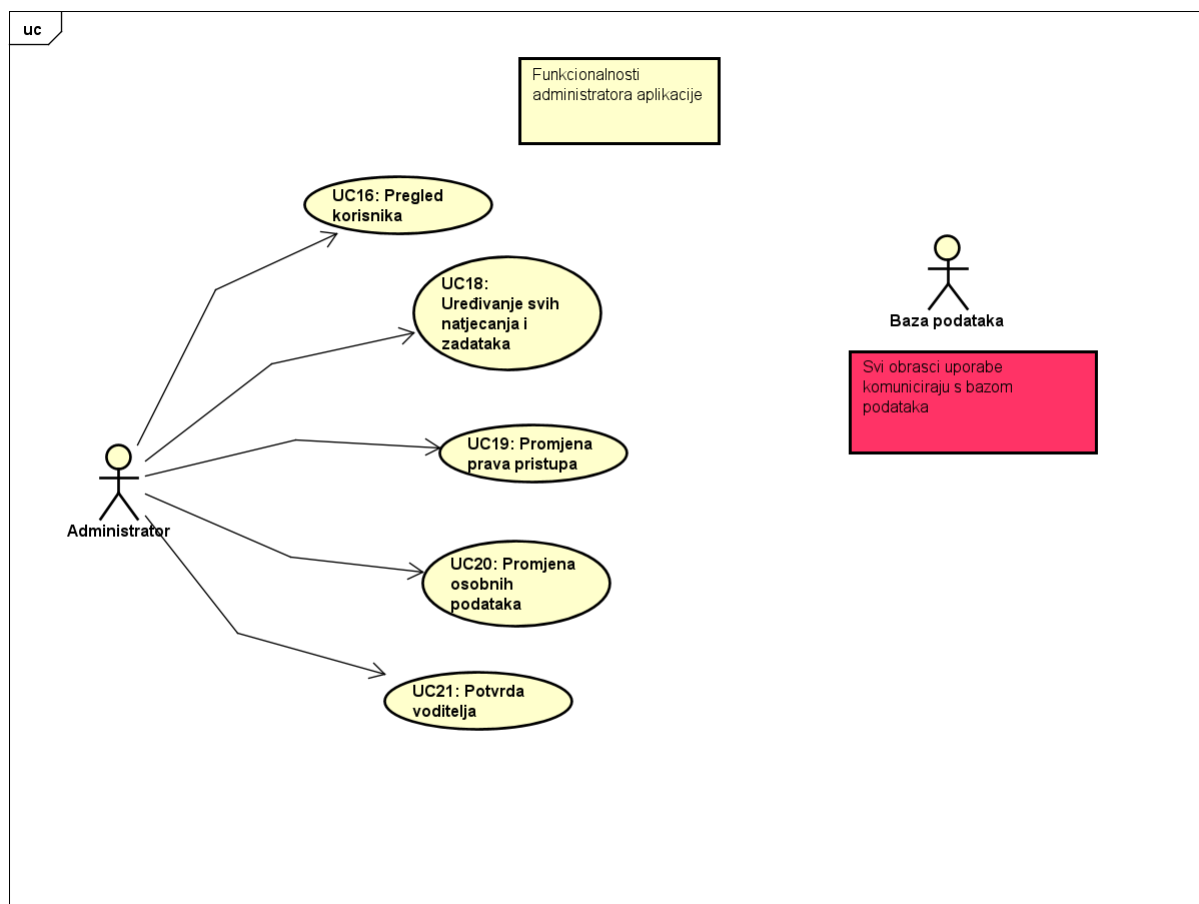 uc
Funkcionalnosti
administratora aplikacije
UC16: Pregled
korisnika
UC18:
Uređivanje svih
natjecanja i
zadataka
Baza podataka
Svi obrasci uporabe
komuniciraju s bazom
podataka
UC19: Promjena
prava pristupa
Administrator
UC20: Promjena
osobnih
podataka
UC21: Potvrda
voditelja